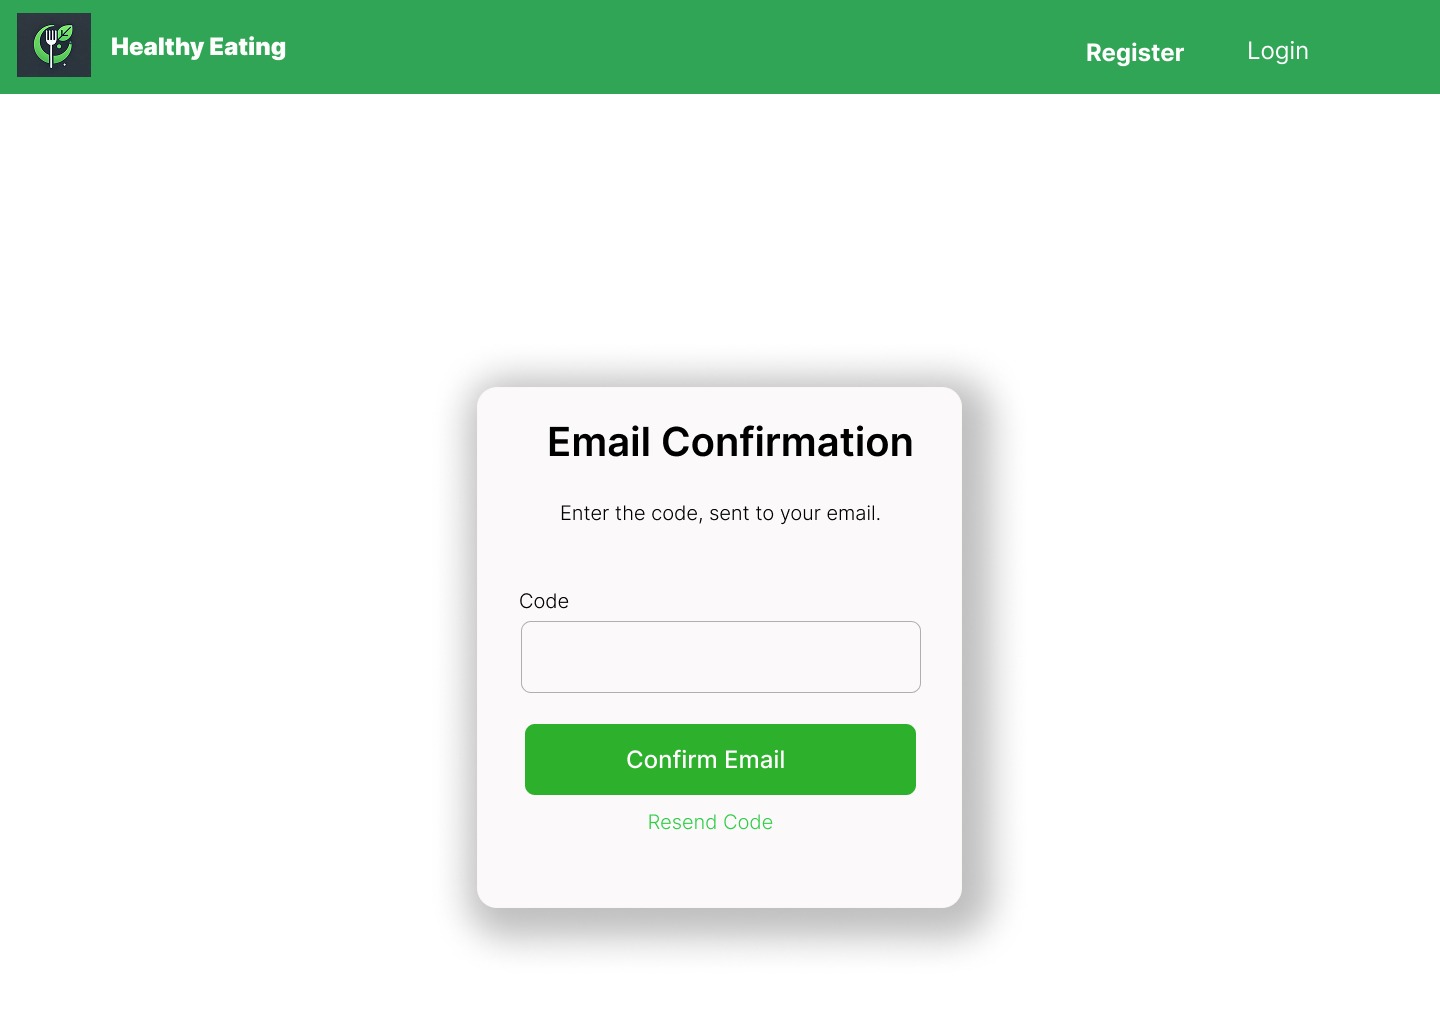 Healthy Eating
Register
Login
Email Confirmation
Enter the code, sent to your email.
Code
Confirm Email
Resend Code